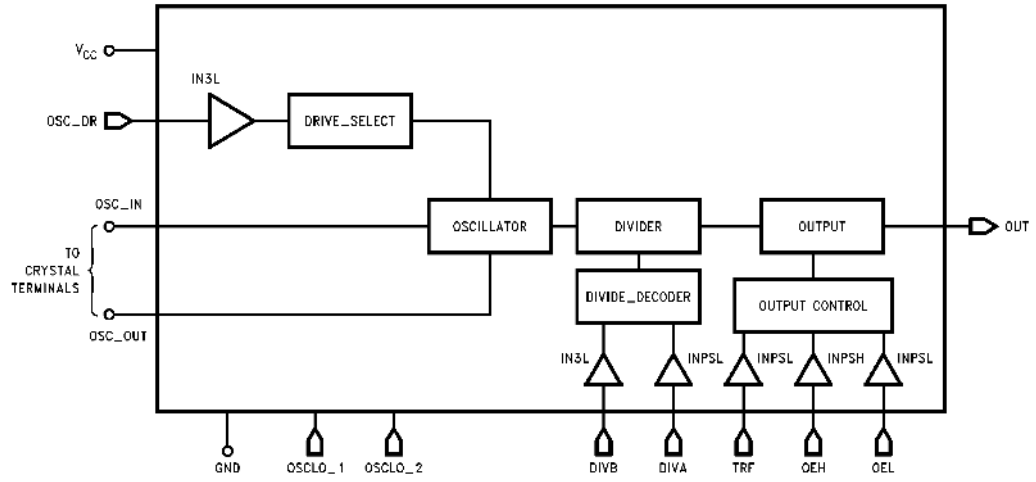 V_CC
IN3L
OSC_DR
DRIVE_SELECT
OSC_IN
OSCILLATOR
DIVIDER
OUTPUT
OUT
TO
CRYSTAL
TERMINALS
DIVIDE_DECODER
OUTPUT CONTROL
OSC_OUT
IN3L
INPSL
INPSL
INPSH
INPSL
GND
OSCLO_1
OSCLO_2
DIVB
DIVA
TRF
OEH
OEL